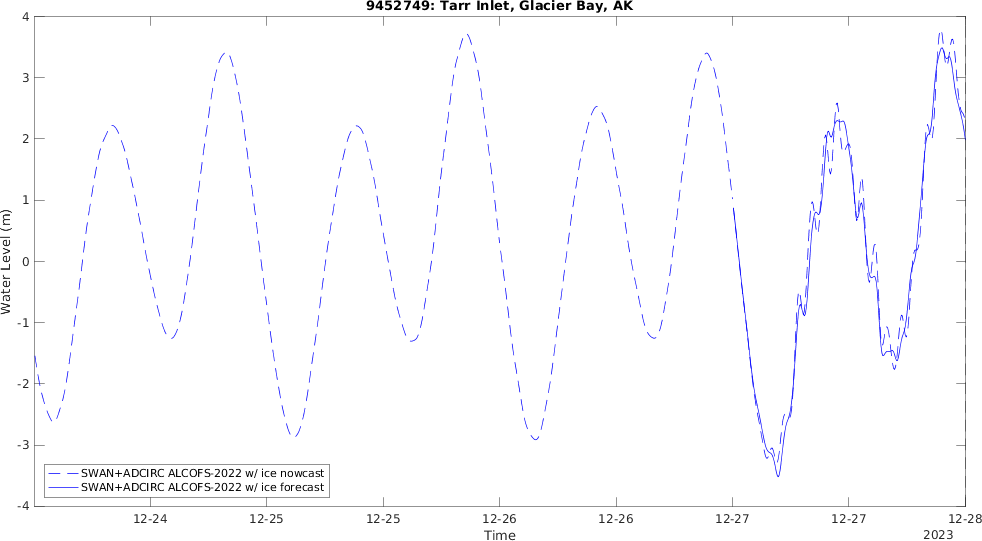 9452749: Tarr Inlet, Glacier Bay, AK
4
3
2
1
0
-1
-2
-3
-4
Water Level (m)
SWAN+ADCIRC ALCOFS-2022 w/ ice nowcast
SWAN+ADCIRC ALCOFS-2022 w/ ice forecast
12-24 12-25 12-25 12-26 12-26 12-27 12-27 12-28
Time
2023